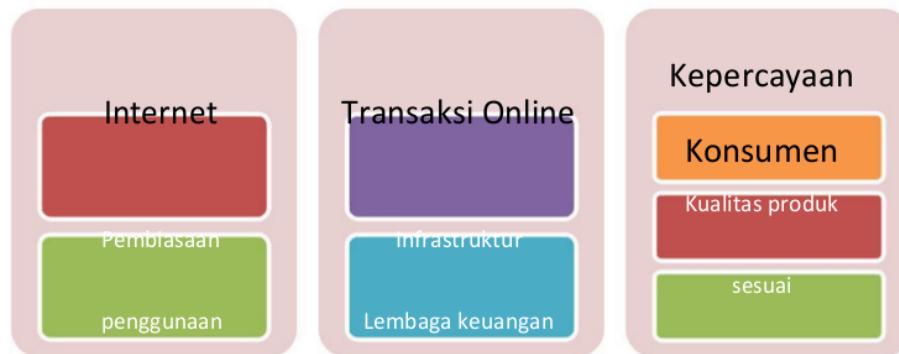 Internet
Pembiasaan
penggunaan
Transaksi Online
Infrastruktur
Lembaga keuangan
Kepercayaan
Konsumen
Kualitas produk
sesuai